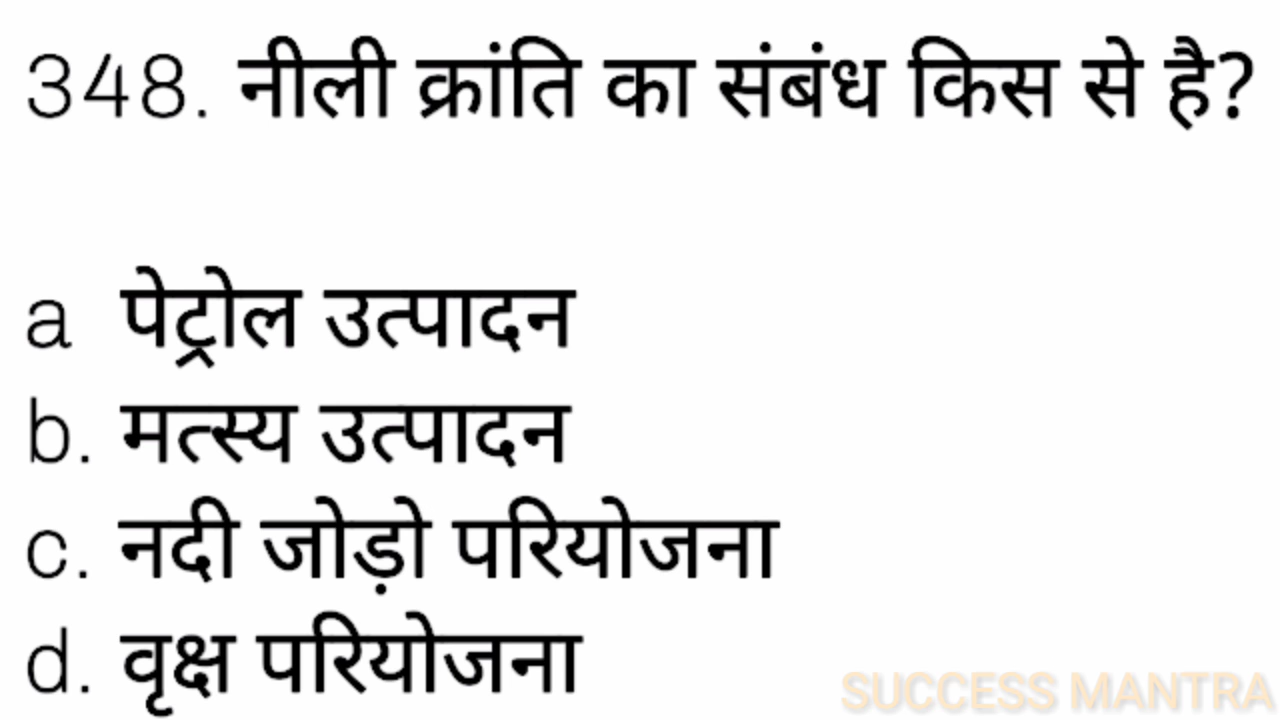 348. नीली क्रांति का संबंध किस से है?
a पेट्रोल उत्पादन
b. मत्स्य उत्पादन
c. नदी जोड़ो परियोजना
d. वृक्ष परियोजना
SUCCESS MANTRA